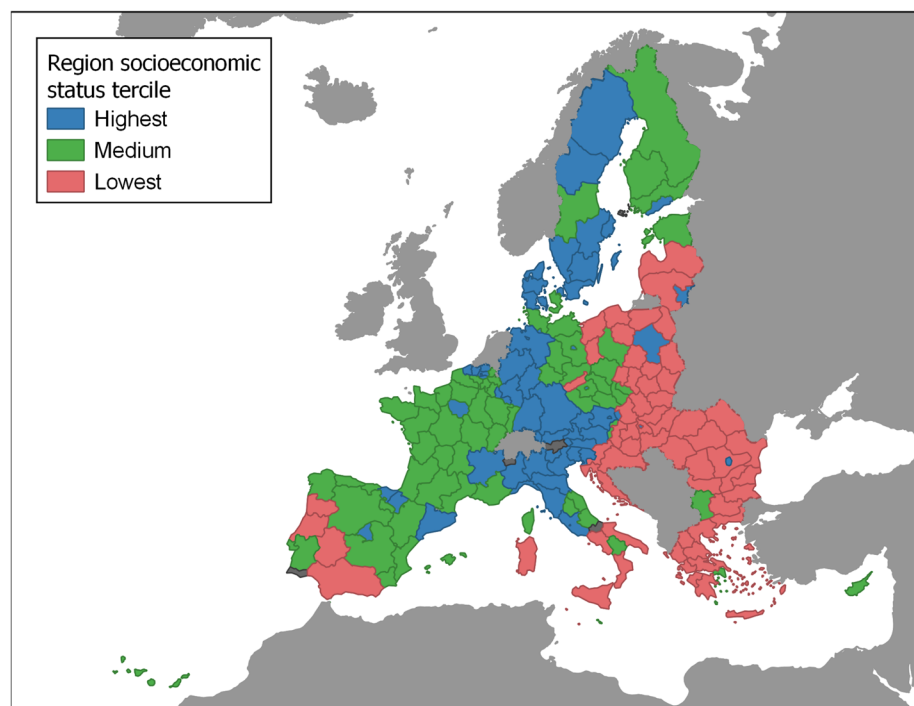 Region socioeconomic
status tercile
Highest
Medium
Lowest